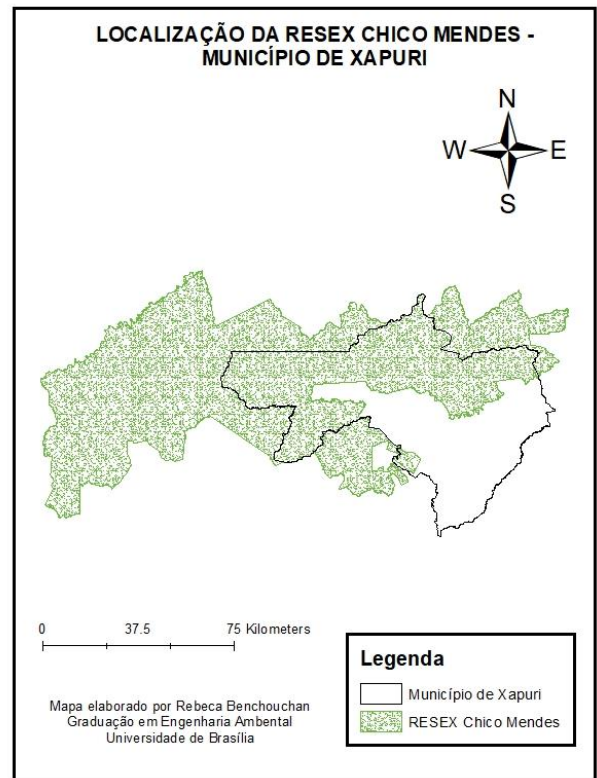 LOCALIZAÇÃO DA RESEX CHICO MENDES -
MUNICÍPIO DE XAPURI
N
W E
S
0 37.5 75 Kilometers
Legenda
Município de Xapuri
RESEX Chico Mendes
Mapa elaborado por Rebeca Benchouchan
Graduação em Engenharia Ambental
Universidade de Brasília